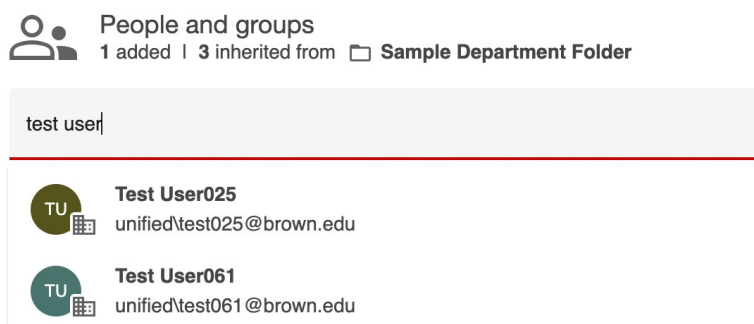 People and groups
1 added | 3 inherited from Sample Department Folder
test user
TU
Test User025
unified\test025@brown.edu
TU
Test User061
unified\test061@brown.edu